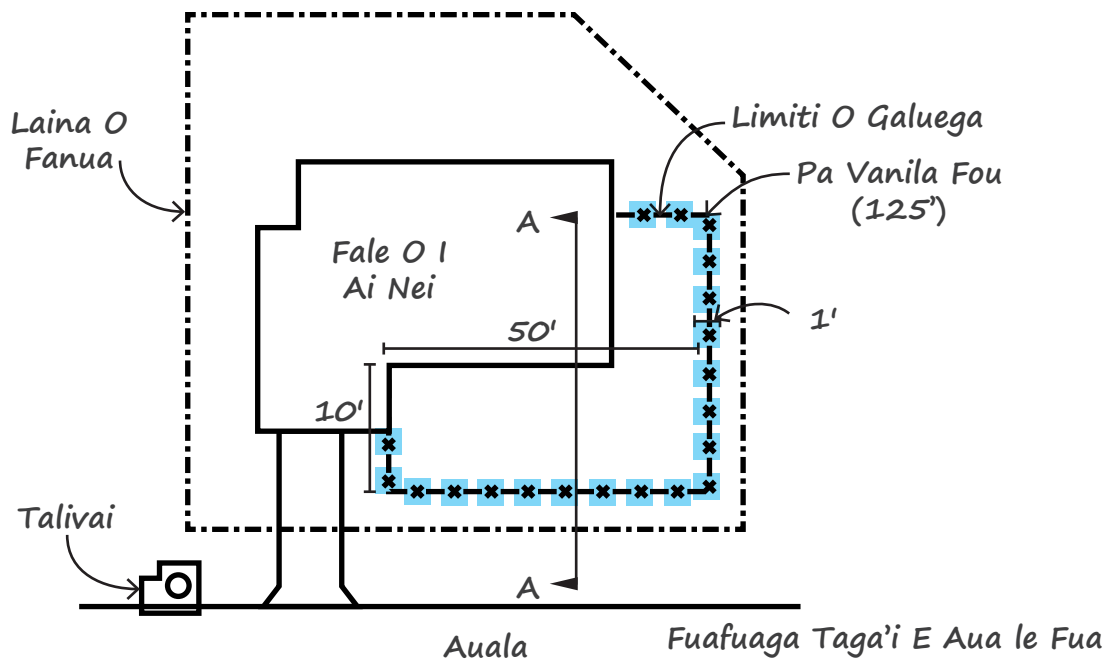 Laina O
Fanua
Limiti O Galuega
Pa Vanila Fou
(125')
A
Fale O I
Ai Nei
50'
1'
10'
Talivai
A
Auala
Fuafuaga Taga'i E Aua le Fua